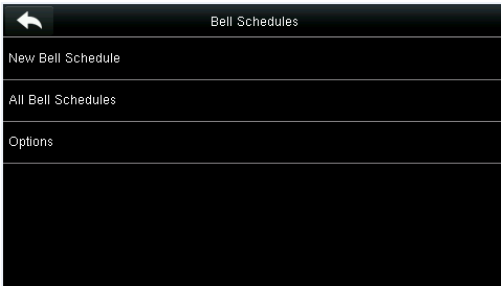 Bell Schedules
New Bell Schedule
All Bell Schedules
Options